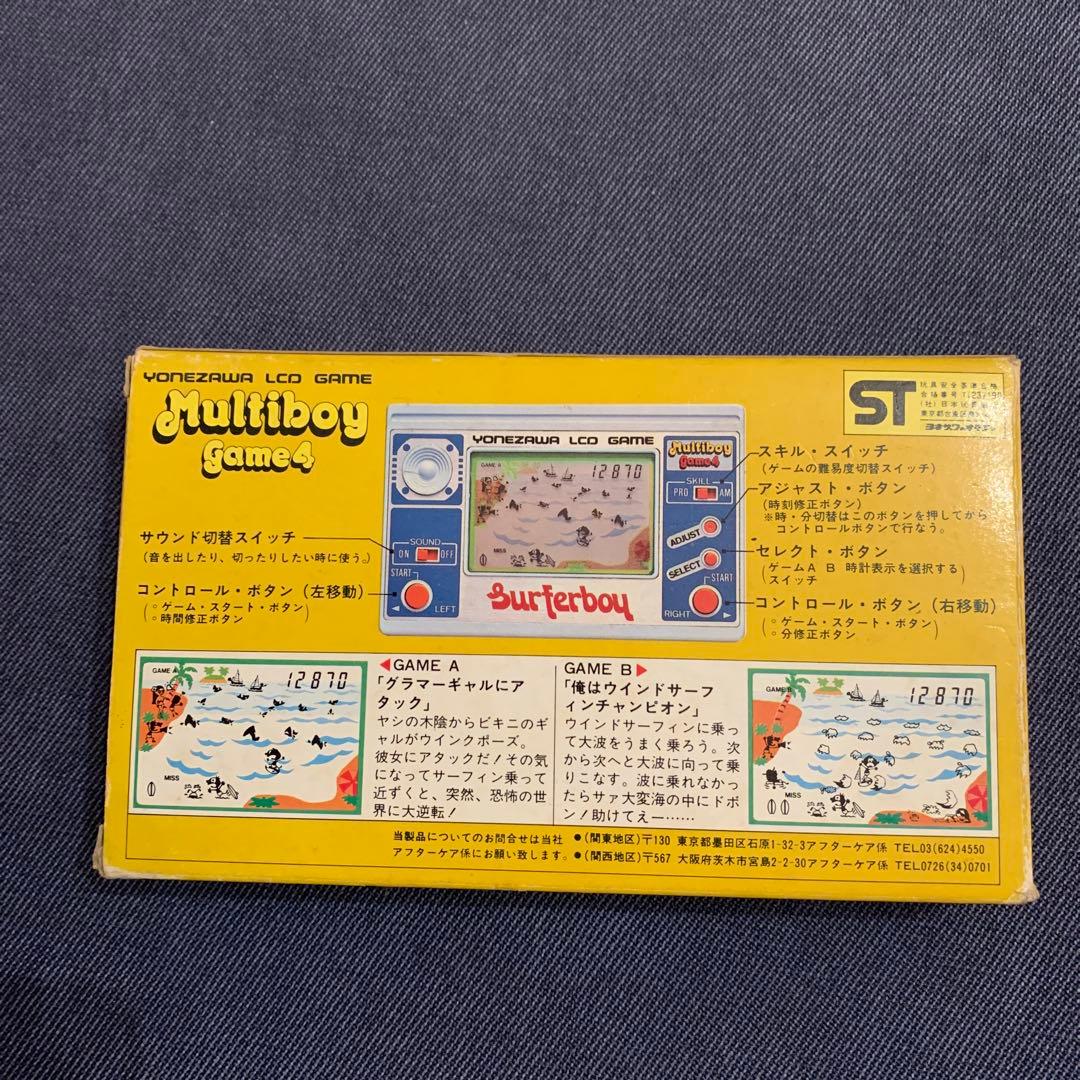 YONEZAWA LCD GAME
Multiboy
game4
ST
玩具安全基準合格
合格番号
東京都台東区
サウンド切替スイッチ
(音を出したり、切ったりしたい時に使う。)
コントロール・ボタン(左移動)
◦ゲーム・スタート・ボタン
◦時間修正ボタン
YONEZAWA LCD GAME
GAME A
12870
MISS
Multiboy
game4
SKILL
PRO AM
ADJUST
SELECT
SOUND
ON OFF
START
◀ LEFT
START
RIGHT ▶
Surferboy
スキル・スイッチ
(ゲームの難易度切替スイッチ)
アジャスト・ボタン
(時刻修正ボタン)
※時・分切替はこのボタンを押してから
コントロールボタンで行なう。
セレクト・ボタン
(ゲームA B 時計表示を選択する)
スイッチ
コントロール・ボタン(右移動)
◦ゲーム・スタート・ボタン
◦分修正ボタン
GAME A
12870
MISS
◀GAME A
「グラマーギャルにア
タック」
ヤシの木陰からビキニのギ
ャルがウインクポーズ。
彼女にアタックだ!その気
になってサーフィン乗って
近ずくと、突然、恐怖の世
界に大逆転!
GAME B▶
「俺はウインドサーフ
ィンチャンピオン」
ウインドサーフィンに乗っ
て大波をうまく乗ろう。次
から次へと大波に向って乗
りこなす。波に乗れなかっ
たらサァ大変海の中にドボ
ン!助けてえー……
GAME B
12870
MISS
当製品についてのお問合せは当社 ●(関東地区)〒130 東京都墨田区石原1-32-3アフターケア係 TEL03(624)4550
アフターケア係にお願い致します。●(関西地区)〒567 大阪府茨木市宮島2-2-30アフターケア係 TEL0726(34)0701